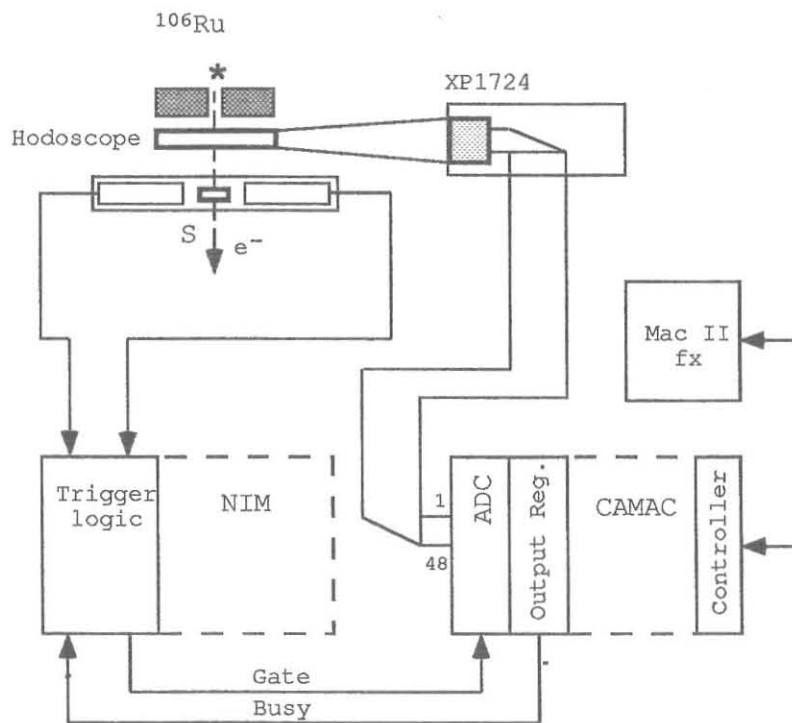 ¹⁰⁶Ru
*
XP1724
Hodoscope
S
e⁻
Mac II
fx
Trigger
logic
NIM
1
48
ADC
Output Reg.
CAMAC
Controller
Gate
Busy